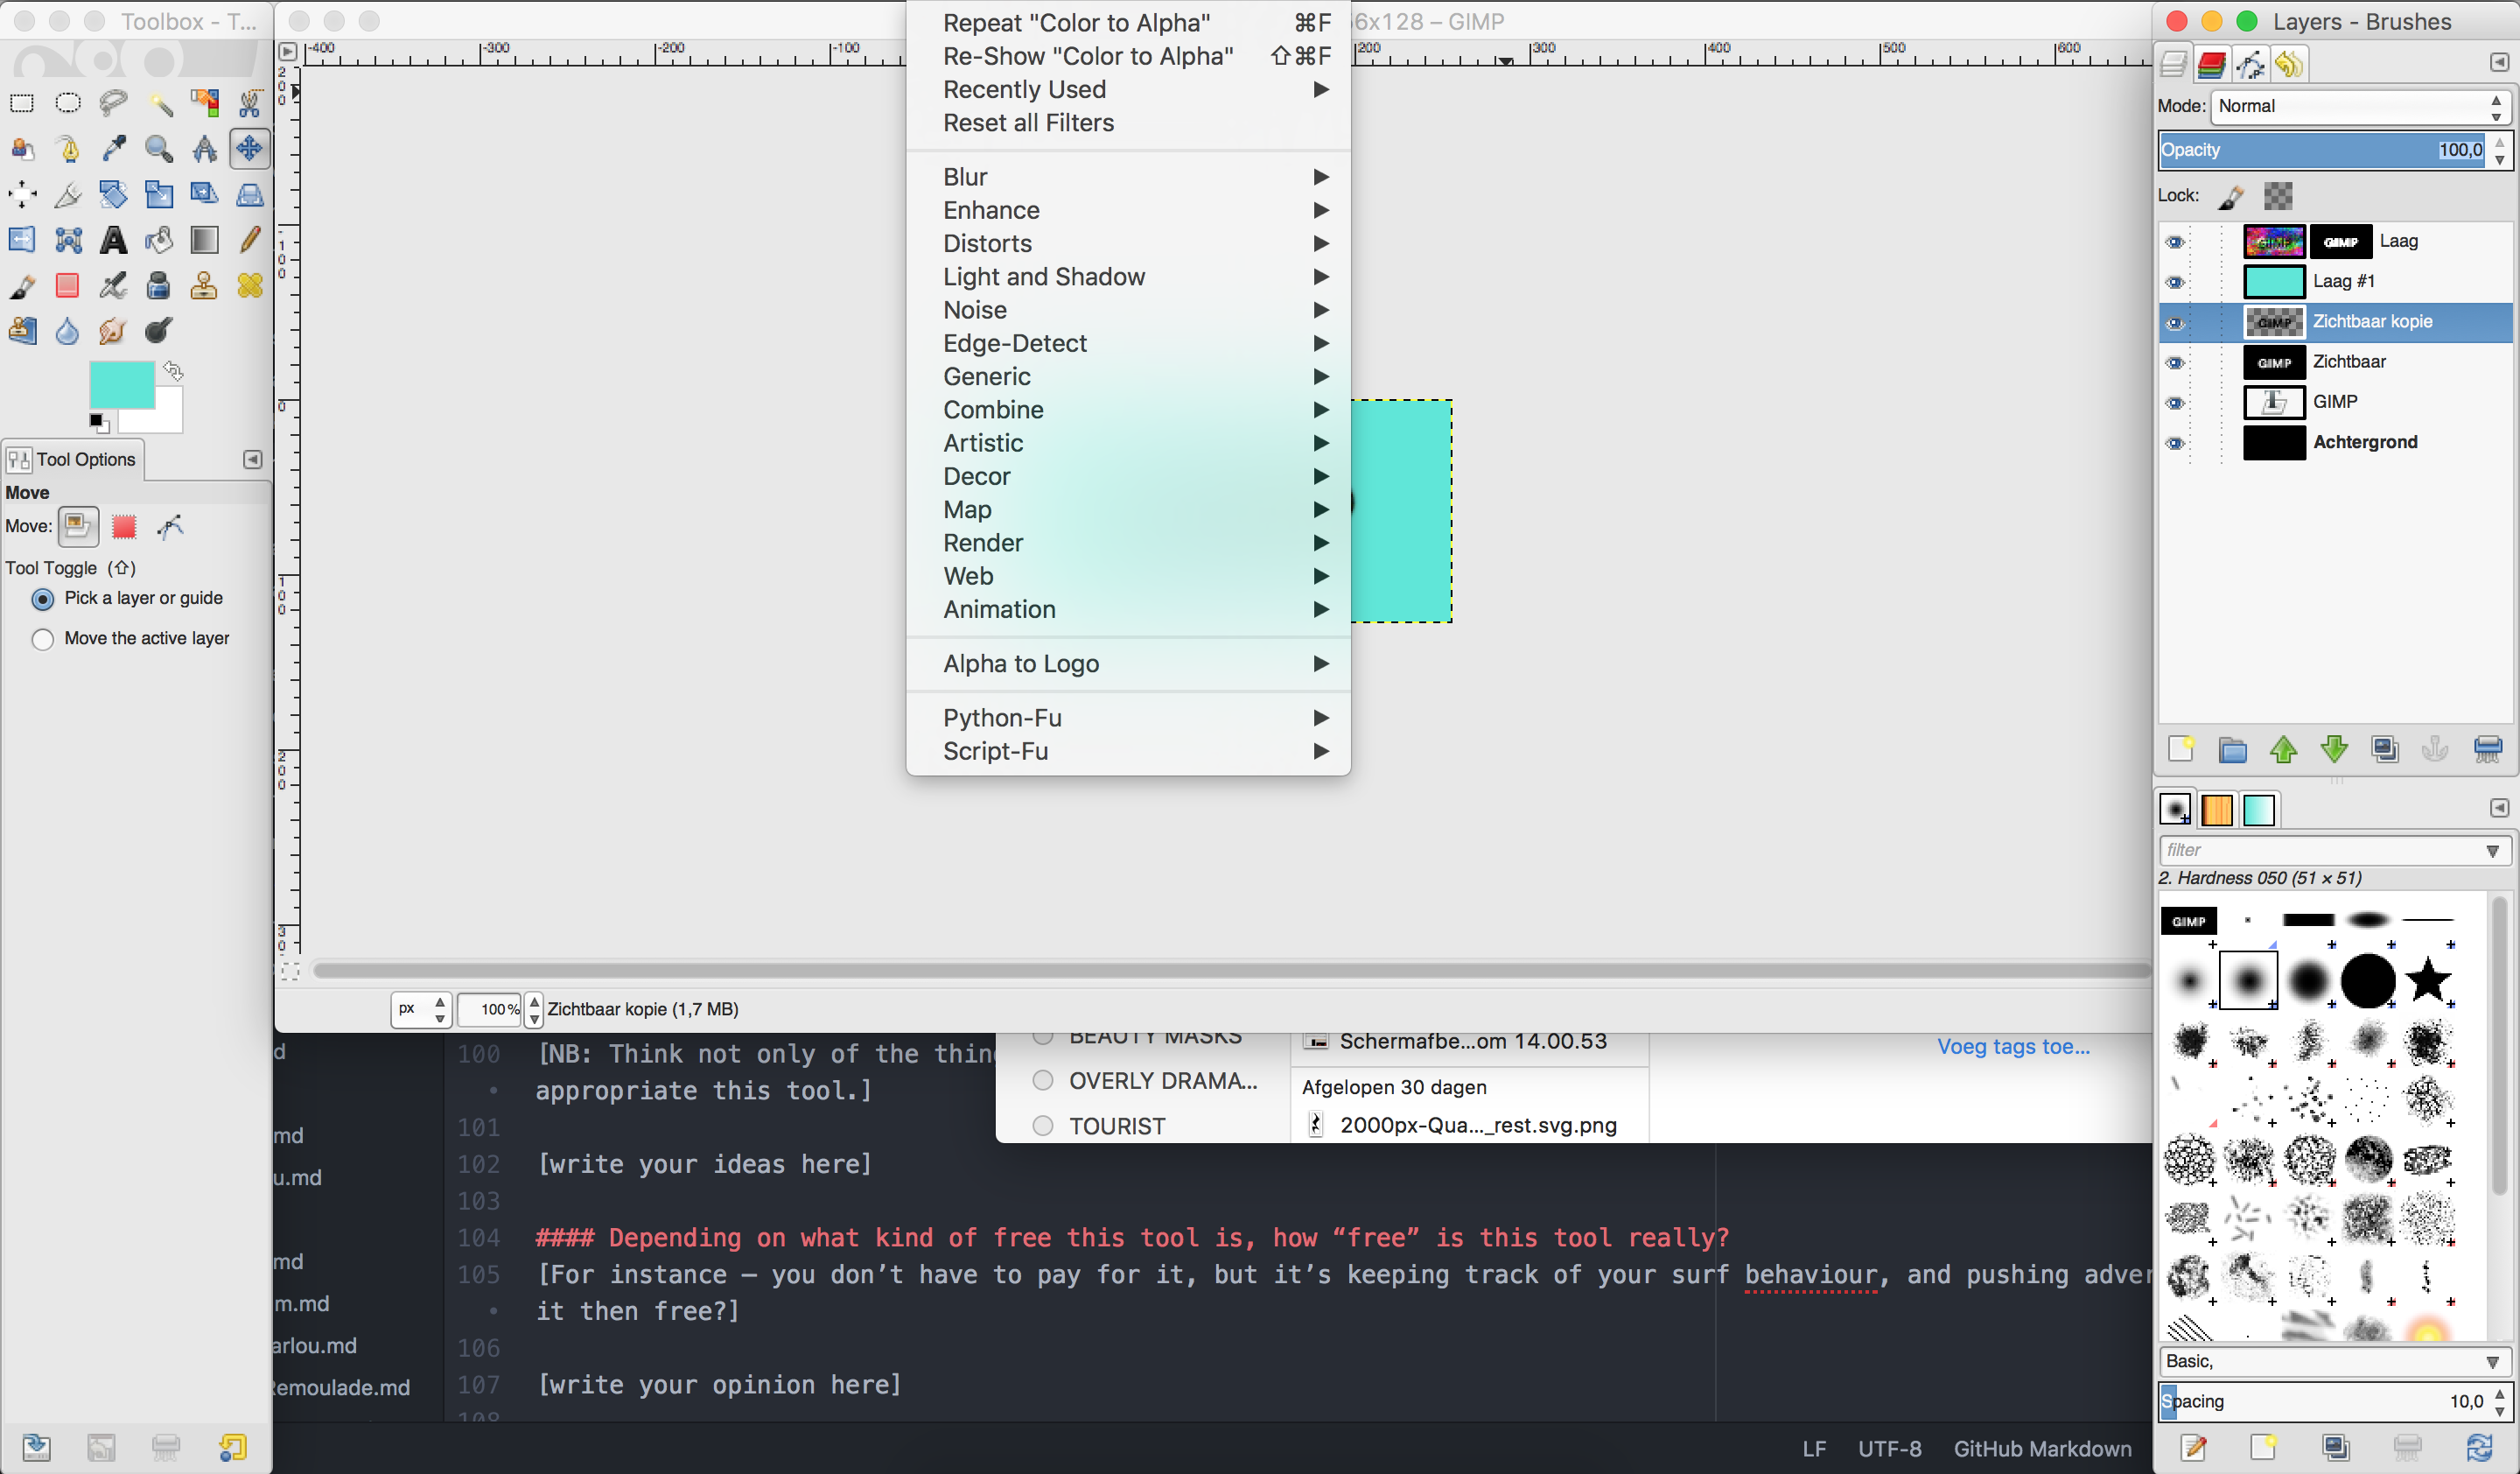 Toolbox - T...
56x128 – GIMP
Layers - Brushes
Repeat "Color to Alpha" ⌘F
Re-Show "Color to Alpha" ⇧⌘F
Recently Used
Reset all Filters
Blur
Enhance
Distorts
Light and Shadow
Noise
Edge-Detect
Generic
Combine
Artistic
Decor
Map
Render
Web
Animation
Alpha to Logo
Python-Fu
Script-Fu
-400 -300 -200 -100 200 300 400 500 600
Tool Options
Move
Move:
Tool Toggle (⇧)
Pick a layer or guide
Move the active layer
Mode: Normal
Opacity 100,0
Lock:
Laag
Laag #1
Zichtbaar kopie
Zichtbaar
GIMP
Achtergrond
filter
2. Hardness 050 (51 × 51)
GIMP
Basic,
Spacing 10,0
px 100 % Zichtbaar kopie (1,7 MB)
BEAUTY MASKS
OVERLY DRAMA...
TOURIST
Schermafbe...om 14.00.53
Afgelopen 30 dagen
2000px-Qua..._rest.svg.png
Voeg tags toe...
d
md
u.md
md
m.md
arlou.md
Remoulade.md
100 [NB: Think not only of the thin
appropriate this tool.]
101
102 [write your ideas here]
103
104 #### Depending on what kind of free this tool is, how “free” is this tool really?
105 [For instance – you don’t have to pay for it, but it’s keeping track of your surf behaviour, and pushing adver
it then free?]
106
107 [write your opinion here]
108
LF UTF-8 GitHub Markdown